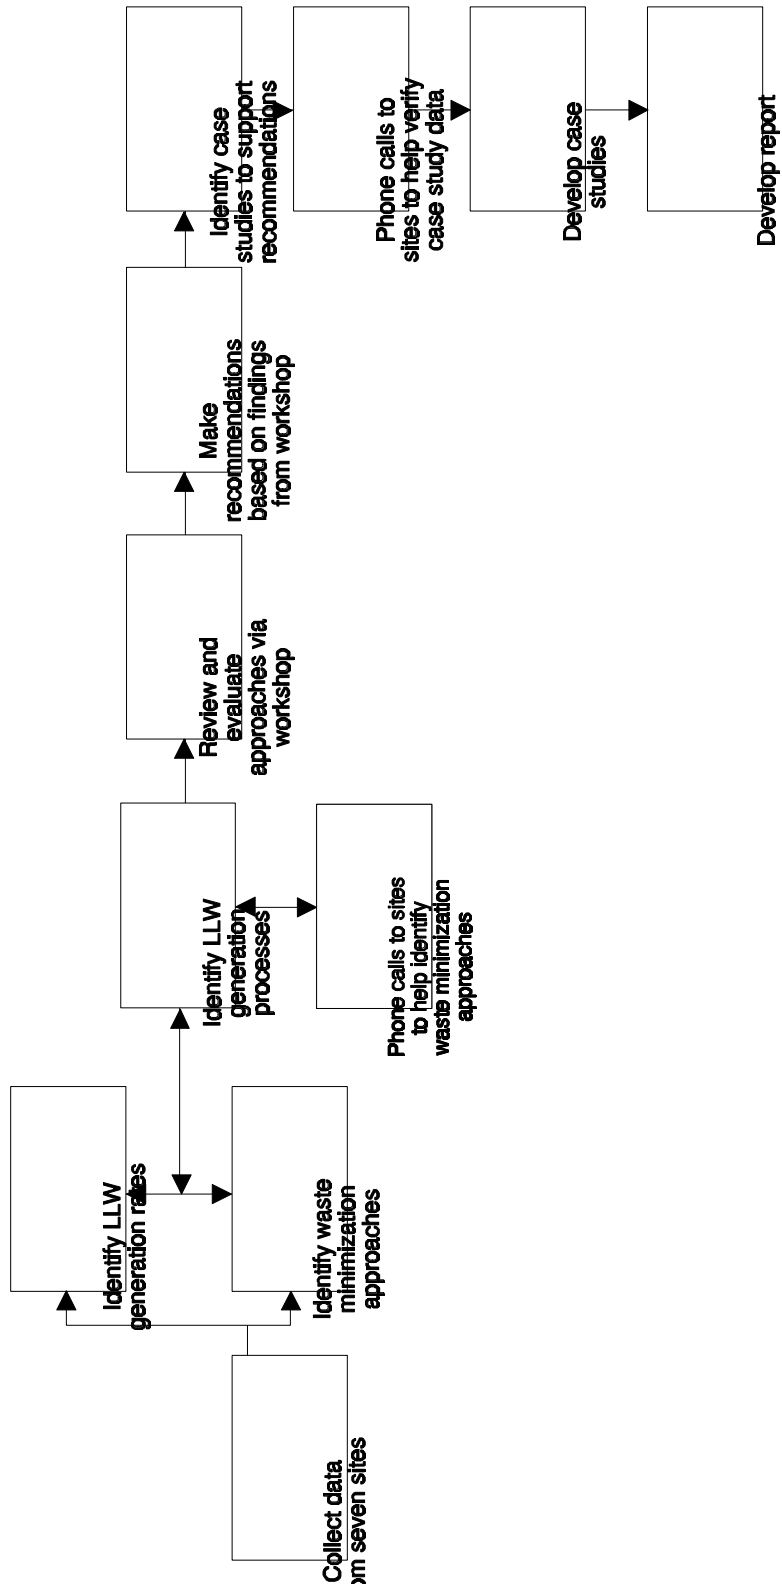 Collect data
om seven sites
Identify LLW
generation rates
Identify waste
minimization
approaches
Identify LLW
generation
processes
Phone calls to sites
to help identify
waste minimization
approaches
Review and
evaluate
approaches via
workshop
Make
recommendations
based on findings
from workshop
Identify case
studies to support
recommendations
Phone calls to
sites to help verify
case study data
Develop case
studies
Develop report